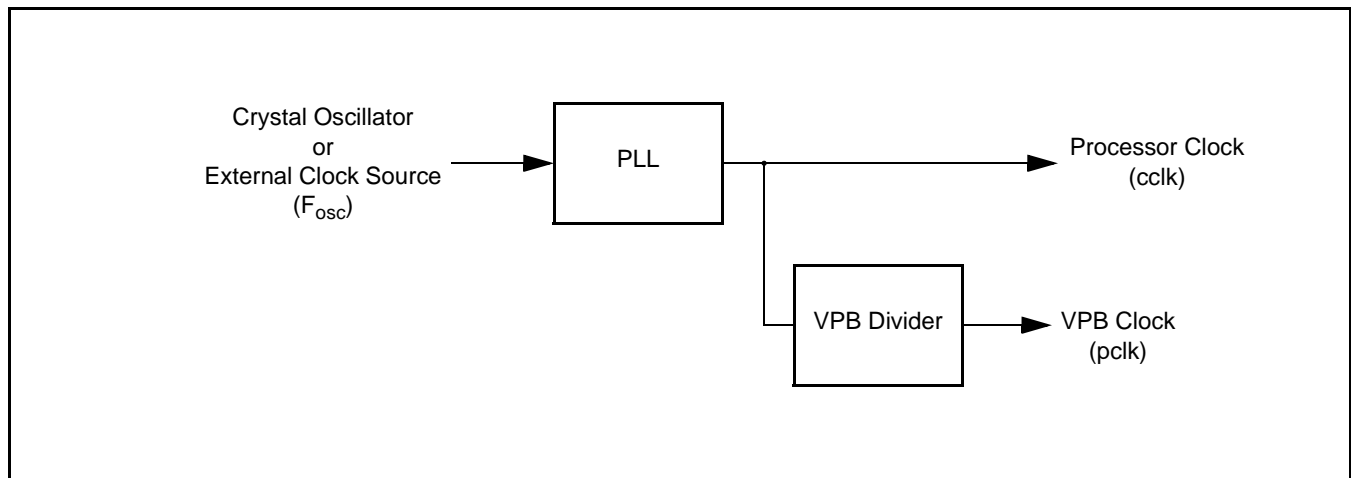 Crystal Oscillator
or
External Clock Source
(Fosc)
PLL
Processor Clock
(cclk)
VPB Divider
VPB Clock
(pclk)